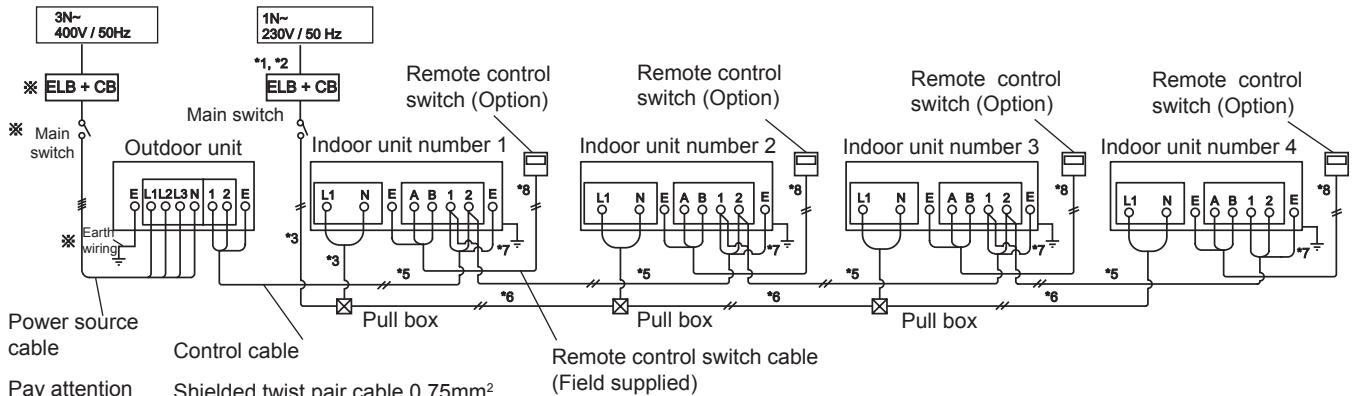 3N~
400V / 50Hz
1N~
230V / 50 Hz
*1, *2
※ ELB + CB
ELB + CB
※ Main
switch
Main switch
Remote control
switch (Option)
Remote control
switch (Option)
Remote control
switch (Option)
Remote control
switch (Option)
Outdoor unit
Indoor unit number 1
Indoor unit number 2
Indoor unit number 3
Indoor unit number 4
E L1 L2 L3 N 1 2 E
L1 N E A B 1 2 E
L1 N E A B 1 2 E
L1 N E A B 1 2 E
L1 N E A B 1 2 E
*8
*8
*8
*8
※ Earth
wiring
*3
*3
*7
*7
*7
*7
*5
*5
*5
*5
*6
*6
*6
Pull box
Pull box
Pull box
Power source
cable
Control cable
Remote control switch cable
(Field supplied)
Pay attention
Shielded twist pair cable 0.75mm²